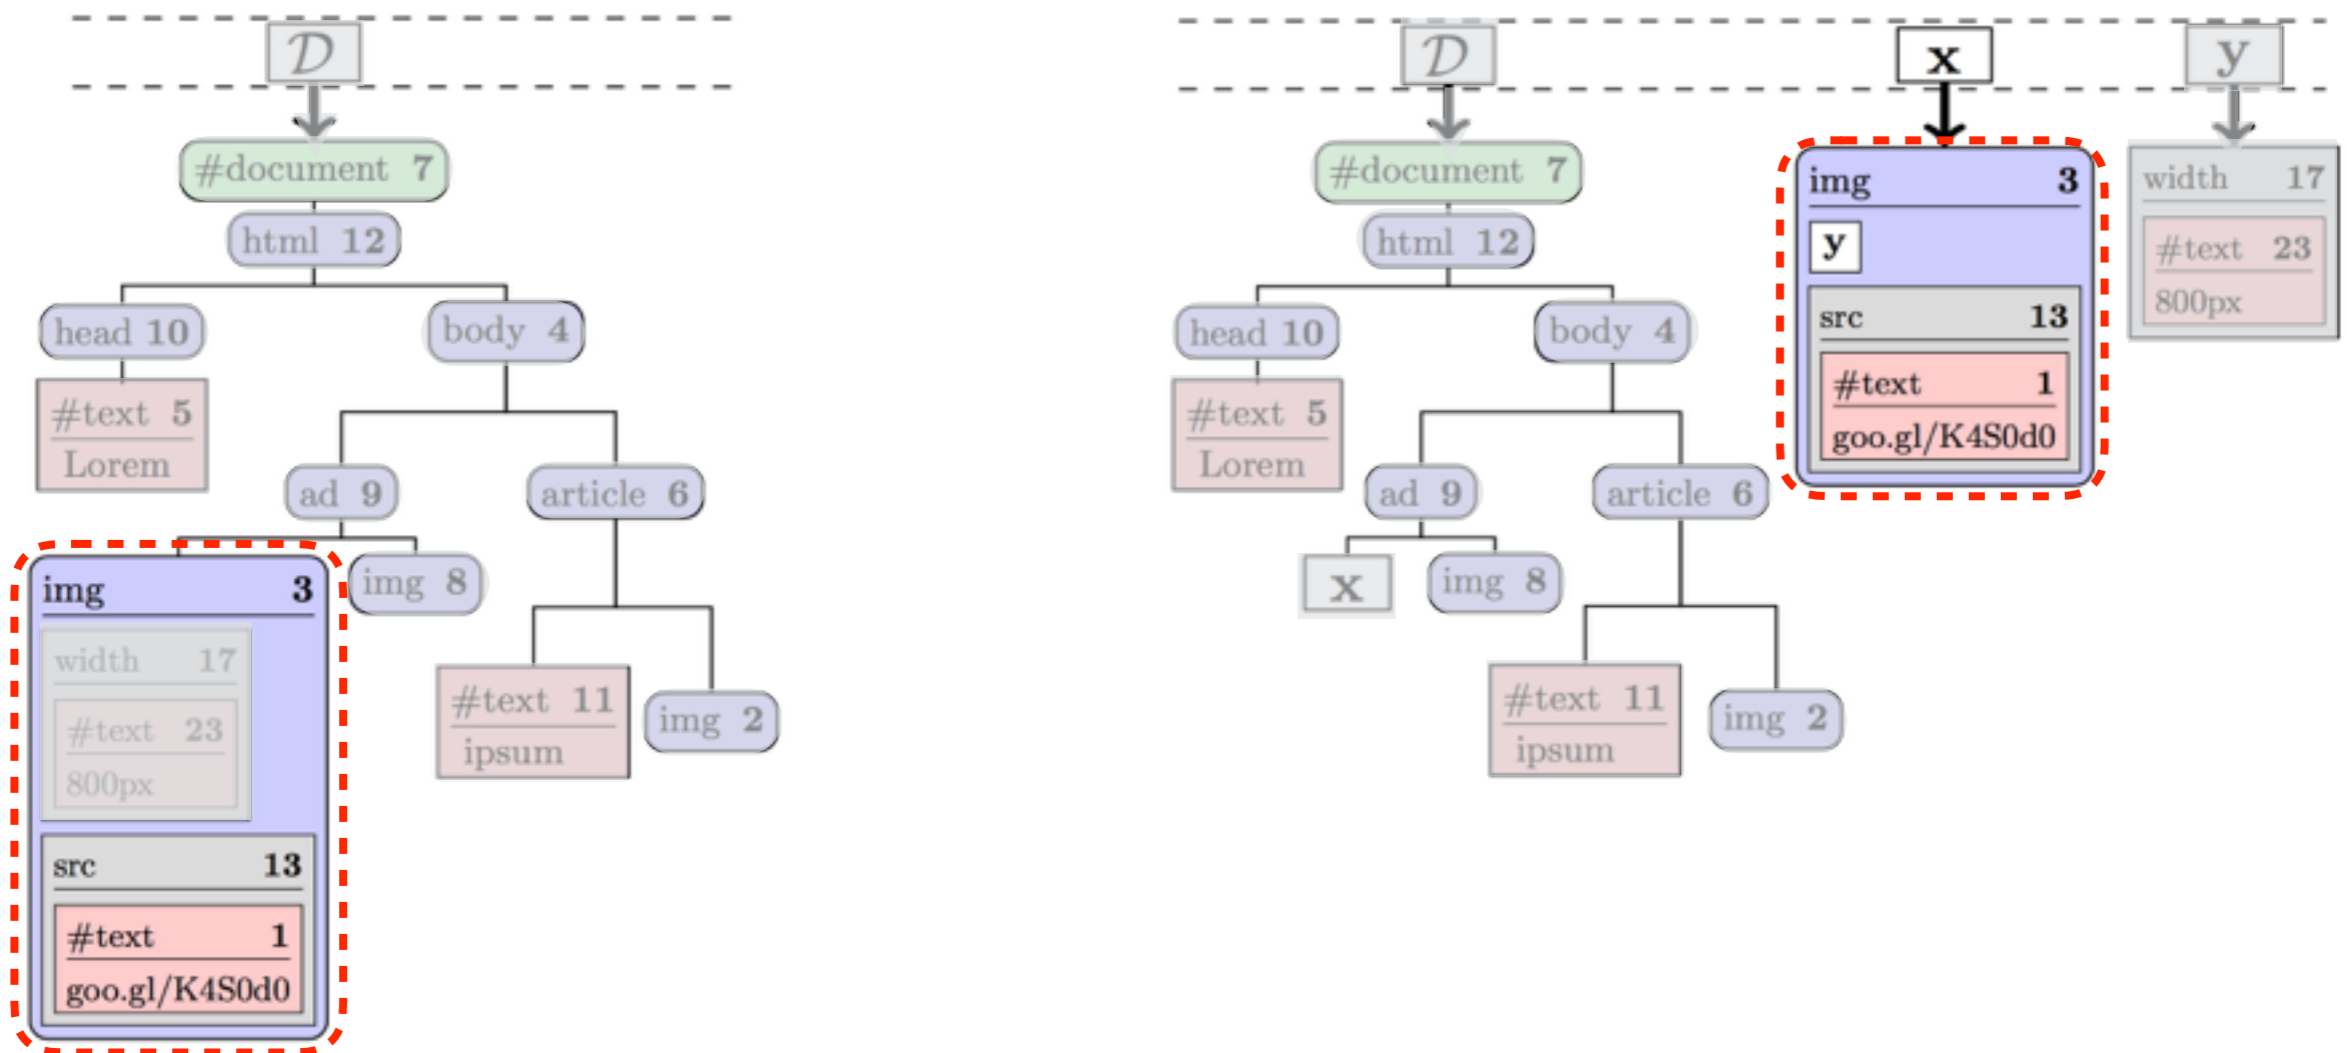 𝒟
#document 7
html 12
head 10
body 4
#text 5
Lorem
ad 9
article 6
img 3
img 8
width 17
#text 23
800px
#text 11
ipsum
img 2
src 13
#text 1
goo.gl/K4S0d0
𝒟
x
y
#document 7
html 12
head 10
body 4
#text 5
Lorem
ad 9
article 6
x
img 8
#text 11
ipsum
img 2
img 3
y
src 13
#text 1
goo.gl/K4S0d0
width 17
#text 23
800px